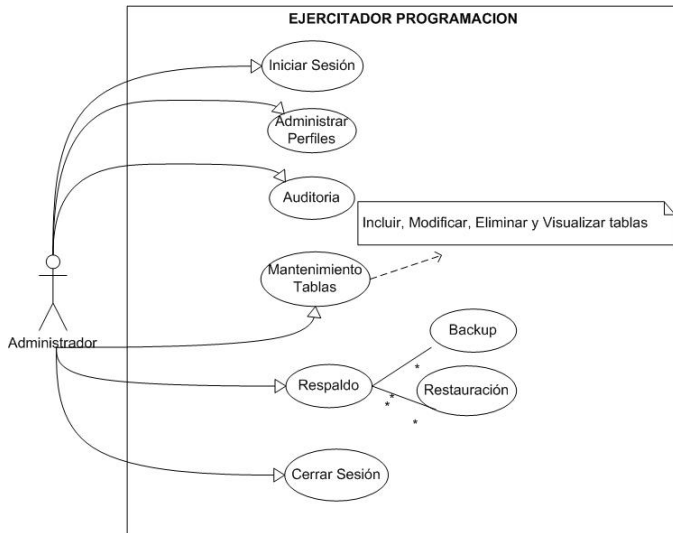 EJERCITADOR PROGRAMACION
Iniciar Sesión
Administrar
Perfiles
Auditoria
Incluir, Modificar, Eliminar y Visualizar tablas
Mantenimiento
Tablas
Administrador
Backup
*
Respaldo
Restauración
*
*
*
Cerrar Sesión